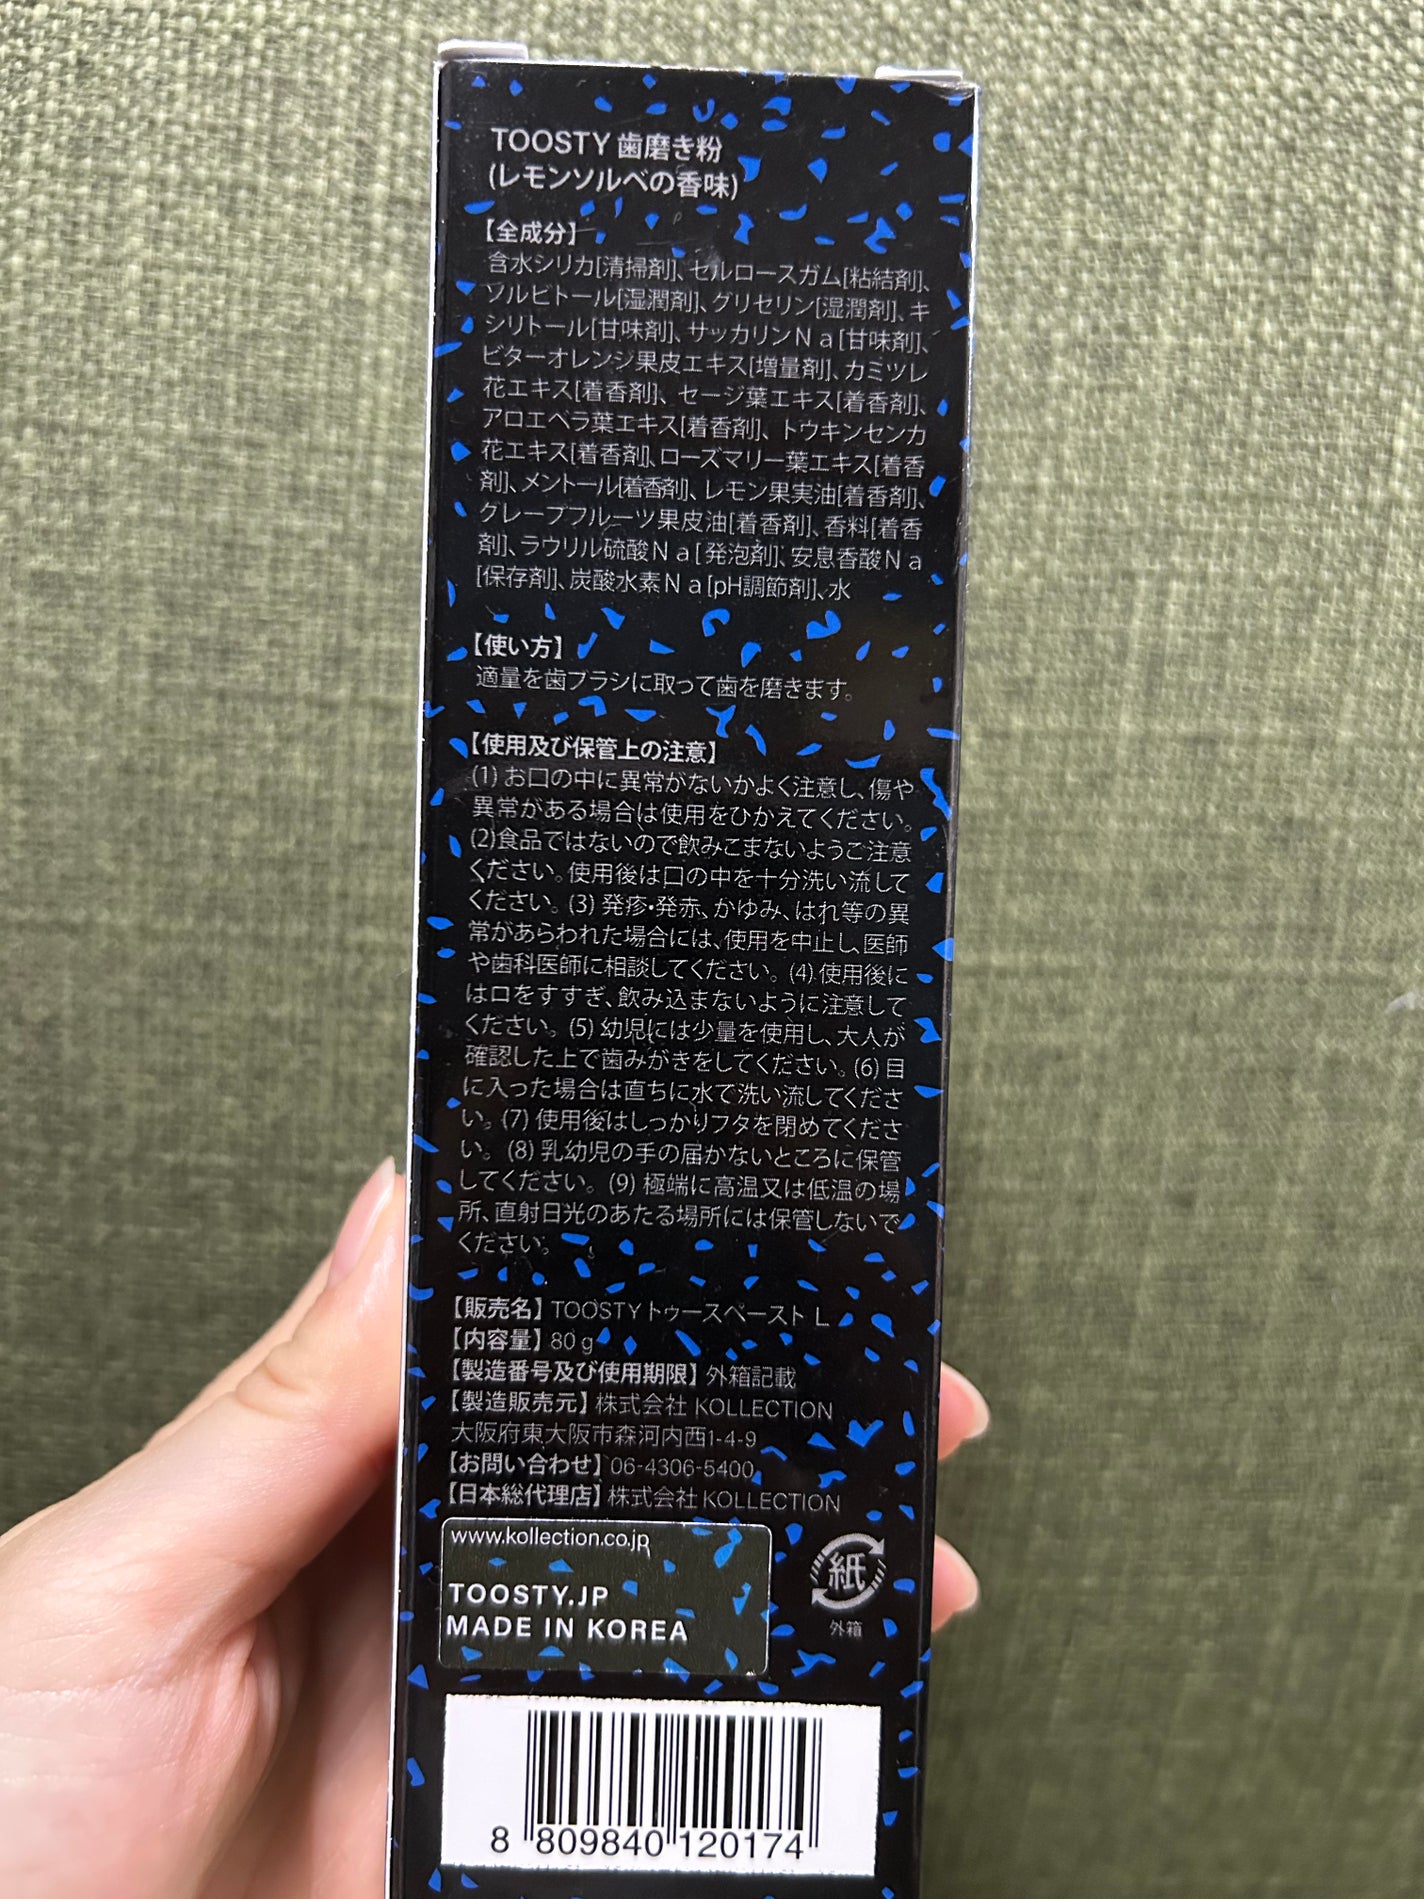 TOOSTY 歯磨き粉
(レモンソルベの香味)
【全成分】
含水シリカ[清掃剤]、セルロースガム[粘結剤]、
ソルビトール[湿潤剤]、グリセリン[湿潤剤]、キ
シリトール[甘味剤]、サッカリンNa[甘味剤]、
ビターオレンジ果皮エキス[増量剤]、カミツレ
花エキス[着香剤]、セージ葉エキス[着香剤]、
アロエベラ葉エキス[着香剤]、トウキンセンカ
花エキス[着香剤]、ローズマリー葉エキス[着香
剤]、メントール[着香剤]、レモン果実油[着香剤]、
グレープフルーツ果皮油[着香剤]、香料[着香
剤]、ラウリル硫酸Na[発泡剤]、安息香酸Na
[保存剤]、炭酸水素Na[pH調節剤]、水
【使い方】
適量を歯ブラシに取って歯を磨きます。
【使用及び保管上の注意】
(1) お口の中に異常がないかよく注意し、傷や
異常がある場合は使用をひかえてください。
(2)食品ではないので飲みこまないようご注意
ください。使用後は口の中を十分洗い流して
ください。(3) 発疹・発赤、かゆみ、はれ等の異
常があらわれた場合には、使用を中止し、医師
や歯科医師に相談してください。(4) 使用後に
は口をすすぎ、飲み込まないように注意して
ください。(5) 幼児には少量を使用し、大人が
確認した上で歯みがきをしてください。(6) 目
に入った場合は直ちに水で洗い流してくださ
い。(7) 使用後はしっかりフタを閉めてくださ
い。(8) 乳幼児の手の届かないところに保管
してください。(9) 極端に高温又は低温の場
所、直射日光のあたる場所には保管しないで
ください。
【販売名】TOOSTYトゥースペースト L
【内容量】80 g
【製造番号及び使用期限】外箱記載
【製造販売元】株式会社 KOLLECTION
大阪府東大阪市森河内西1-4-9
【お問い合わせ】06-4306-5400
【日本総代理店】株式会社 KOLLECTION
www.kollection.co.jp
TOOSTY.JP
MADE IN KOREA
紙
外箱
8 809840 120174